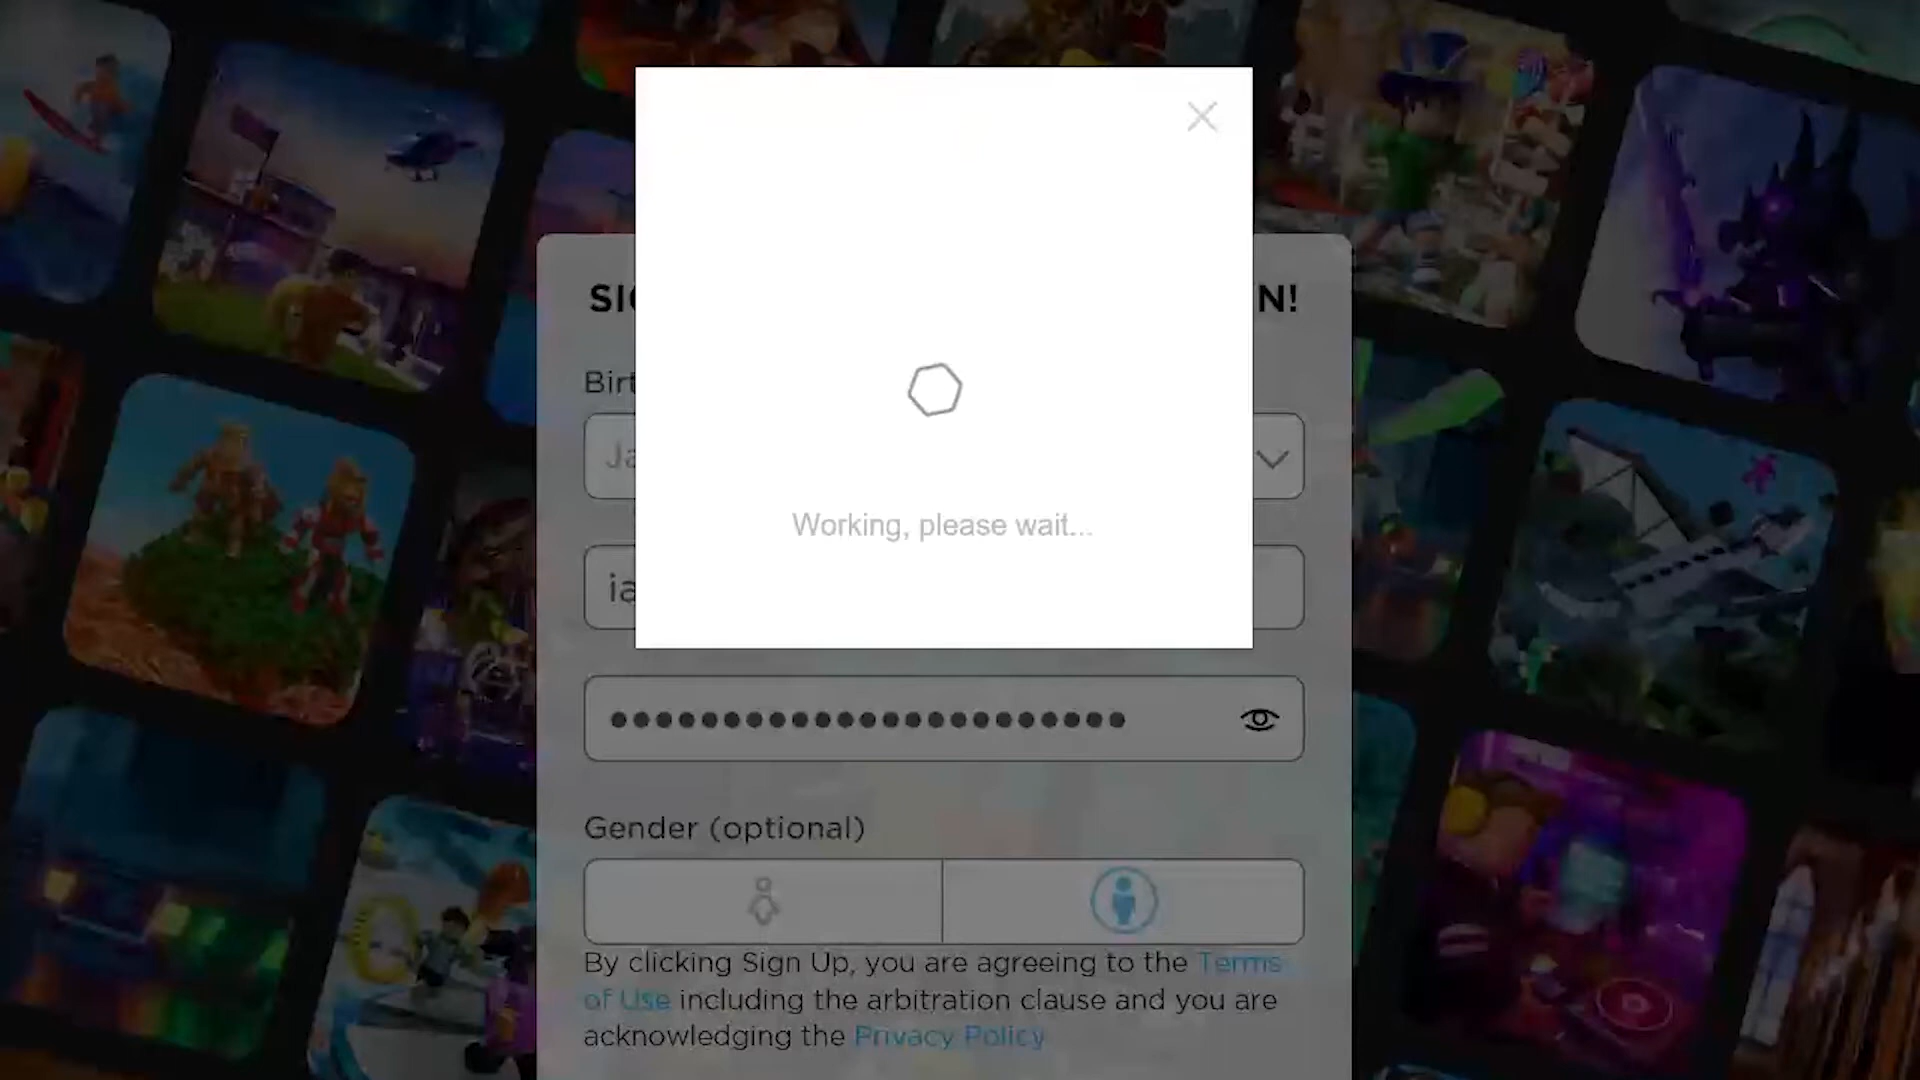 SI N!
Birt
Ja
Working, please wait...
ia
Gender (optional)
By clicking Sign Up, you are agreeing to the Terms
of Use including the arbitration clause and you are
acknowledging the Privacy Policy